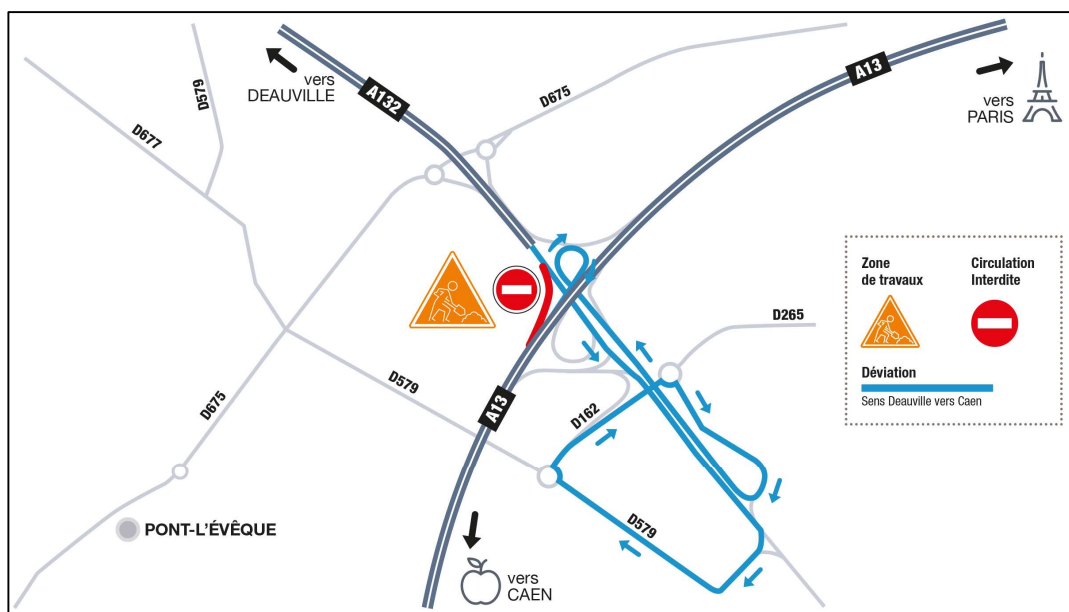 vers
DEAUVILLE
A132
D675
A13
vers
PARIS
D579
D677
Zone
de travaux
Circulation
Interdite
D265
Déviation
Sens Deauville vers Caen
D579
D675
A13
D162
D579
PONT-L'ÉVÊQUE
vers
CAEN